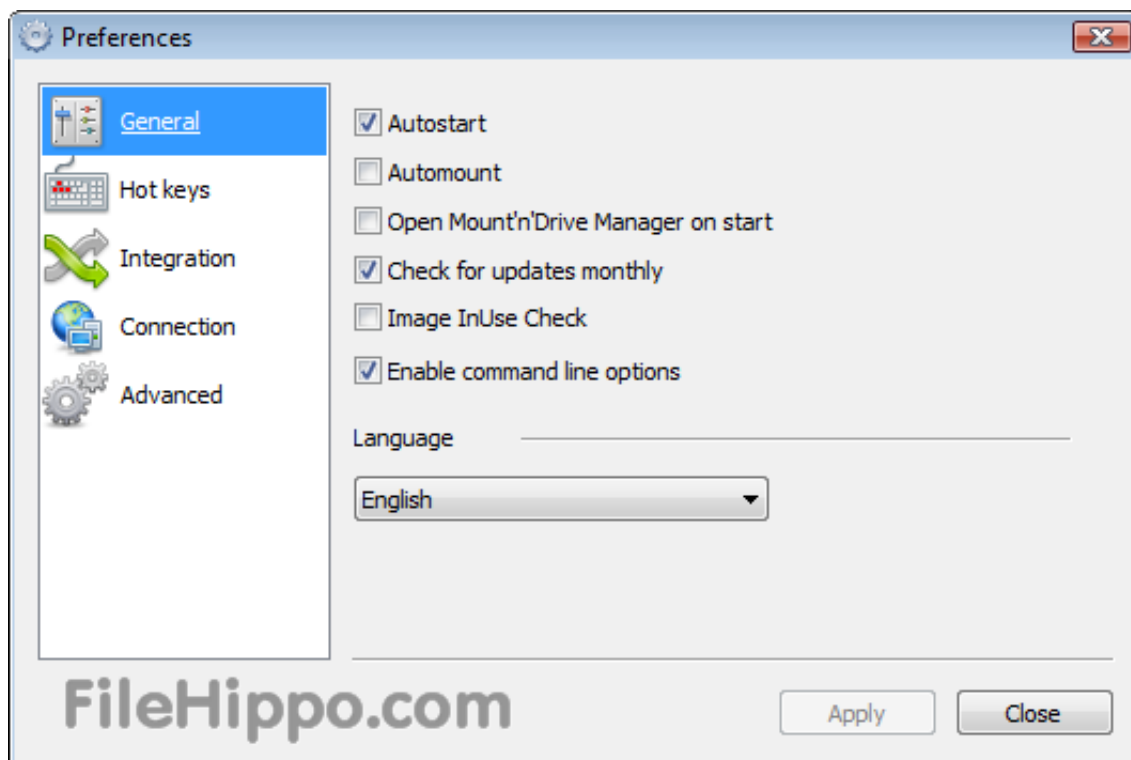 Preferences
General
Hot keys
Integration
Connection
Advanced
Autostart
Automount
Open Mount'n'Drive Manager on start
Check for updates monthly
Image InUse Check
Enable command line options
Language
English
FileHippo.com
Apply
Close